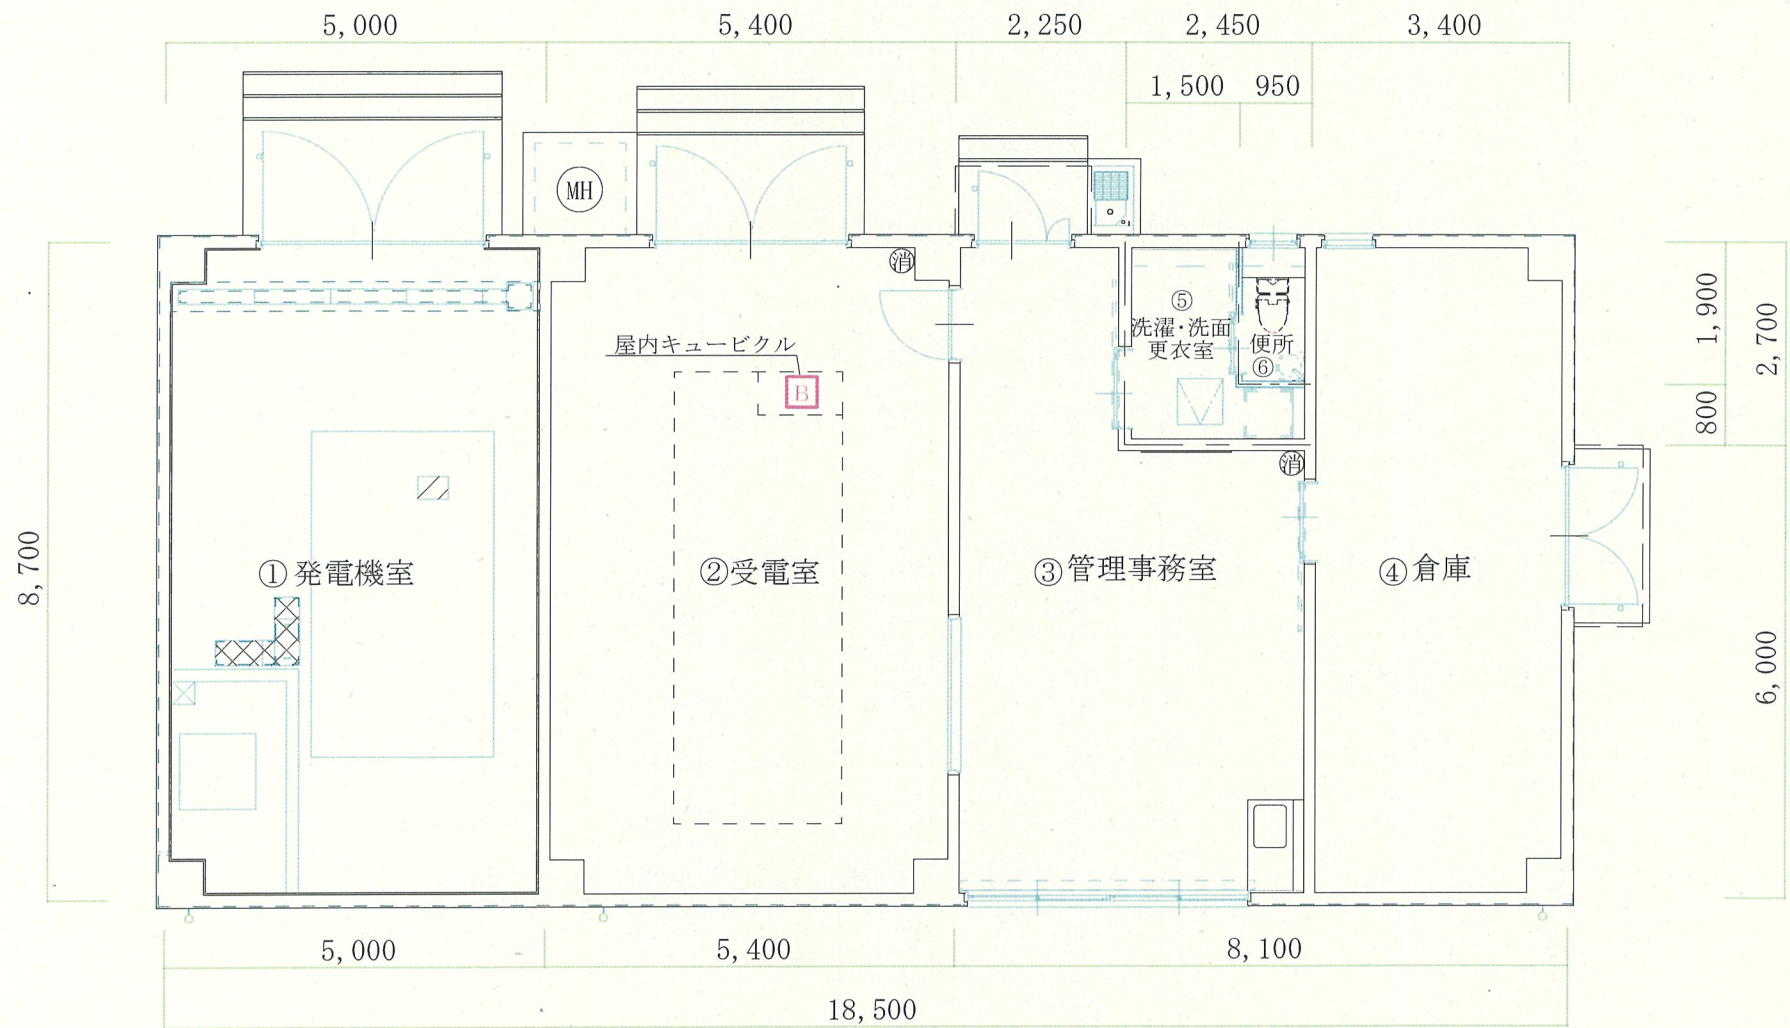 5,000
5,400
2,250
2,450
3,400
1,500
950
MH
消
屋内キュービクル
B
⑤
洗濯・洗面
更衣室
便所
⑥
消
1,900
800
2,700
6,000
8,700
①発電機室
②受電室
③管理事務室
④倉庫
5,000
5,400
8,100
18,500